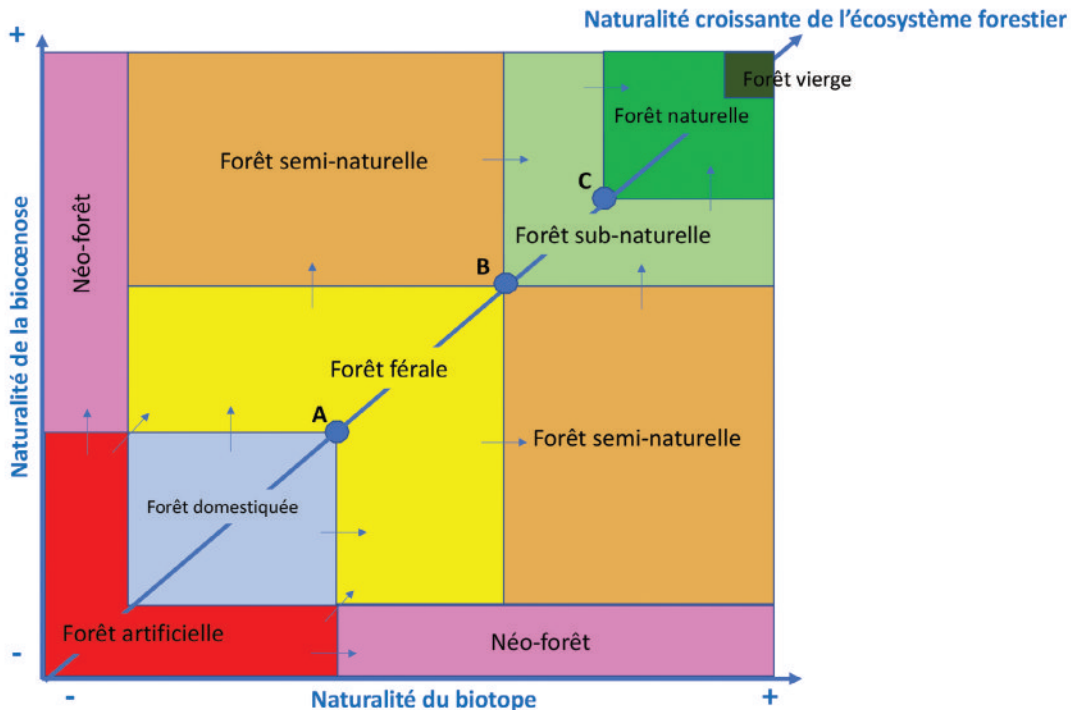 Naturalité croissante de l'écosystème forestier
+
Forêt vierge
Forêt naturelle
Forêt semi-naturelle
C
Forêt sub-naturelle
Néo-forêt
B
Naturalité de la biocœnose
Forêt férale
A
Forêt semi-naturelle
Forêt domestiquée
Forêt artificielle
Néo-forêt
-
-
Naturalité du biotope
+